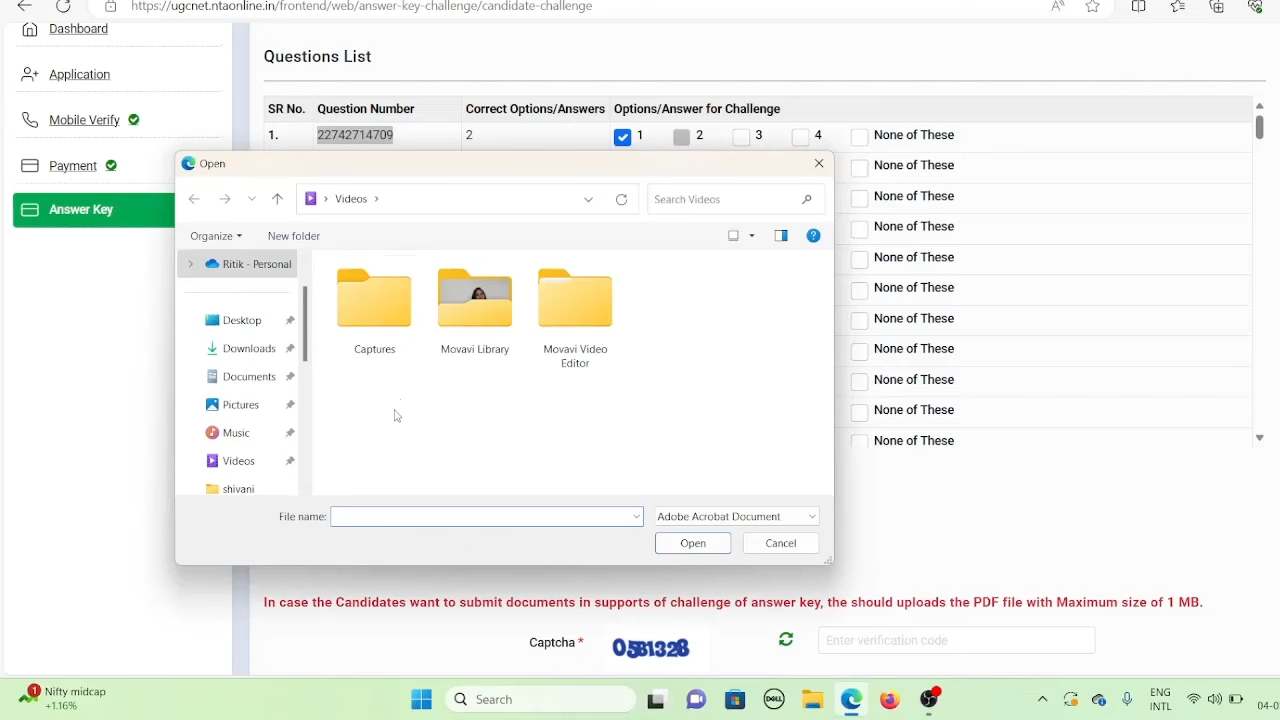 https://ugcnet.ntaonline.in/frontend/web/answer-key-challenge/candidate-challenge
Dashboard
Application
Mobile Verify
Payment
Answer Key
Questions List
SR No. Question Number Correct Options/Answers Options/Answer for Challenge
1. 22742714709 2 1 2 3 4 None of These
None of These
None of These
None of These
None of These
None of These
None of These
None of These
None of These
None of These
None of These
Open
Videos
Search Videos
Organize New folder
Ritik - Personal
Desktop
Downloads
Documents
Pictures
Music
Videos
shivani
Captures
Movavi Library
Movavi Video
Editor
File name: Adobe Acrobat Document
Open Cancel
In case the Candidates want to submit documents in supports of challenge of answer key, the should uploads the PDF file with Maximum size of 1 MB.
Captcha * 05B1328 Enter verification code
1 Nifty midcap
+1.16%
Search
DELL
ENG
INTL
04-0